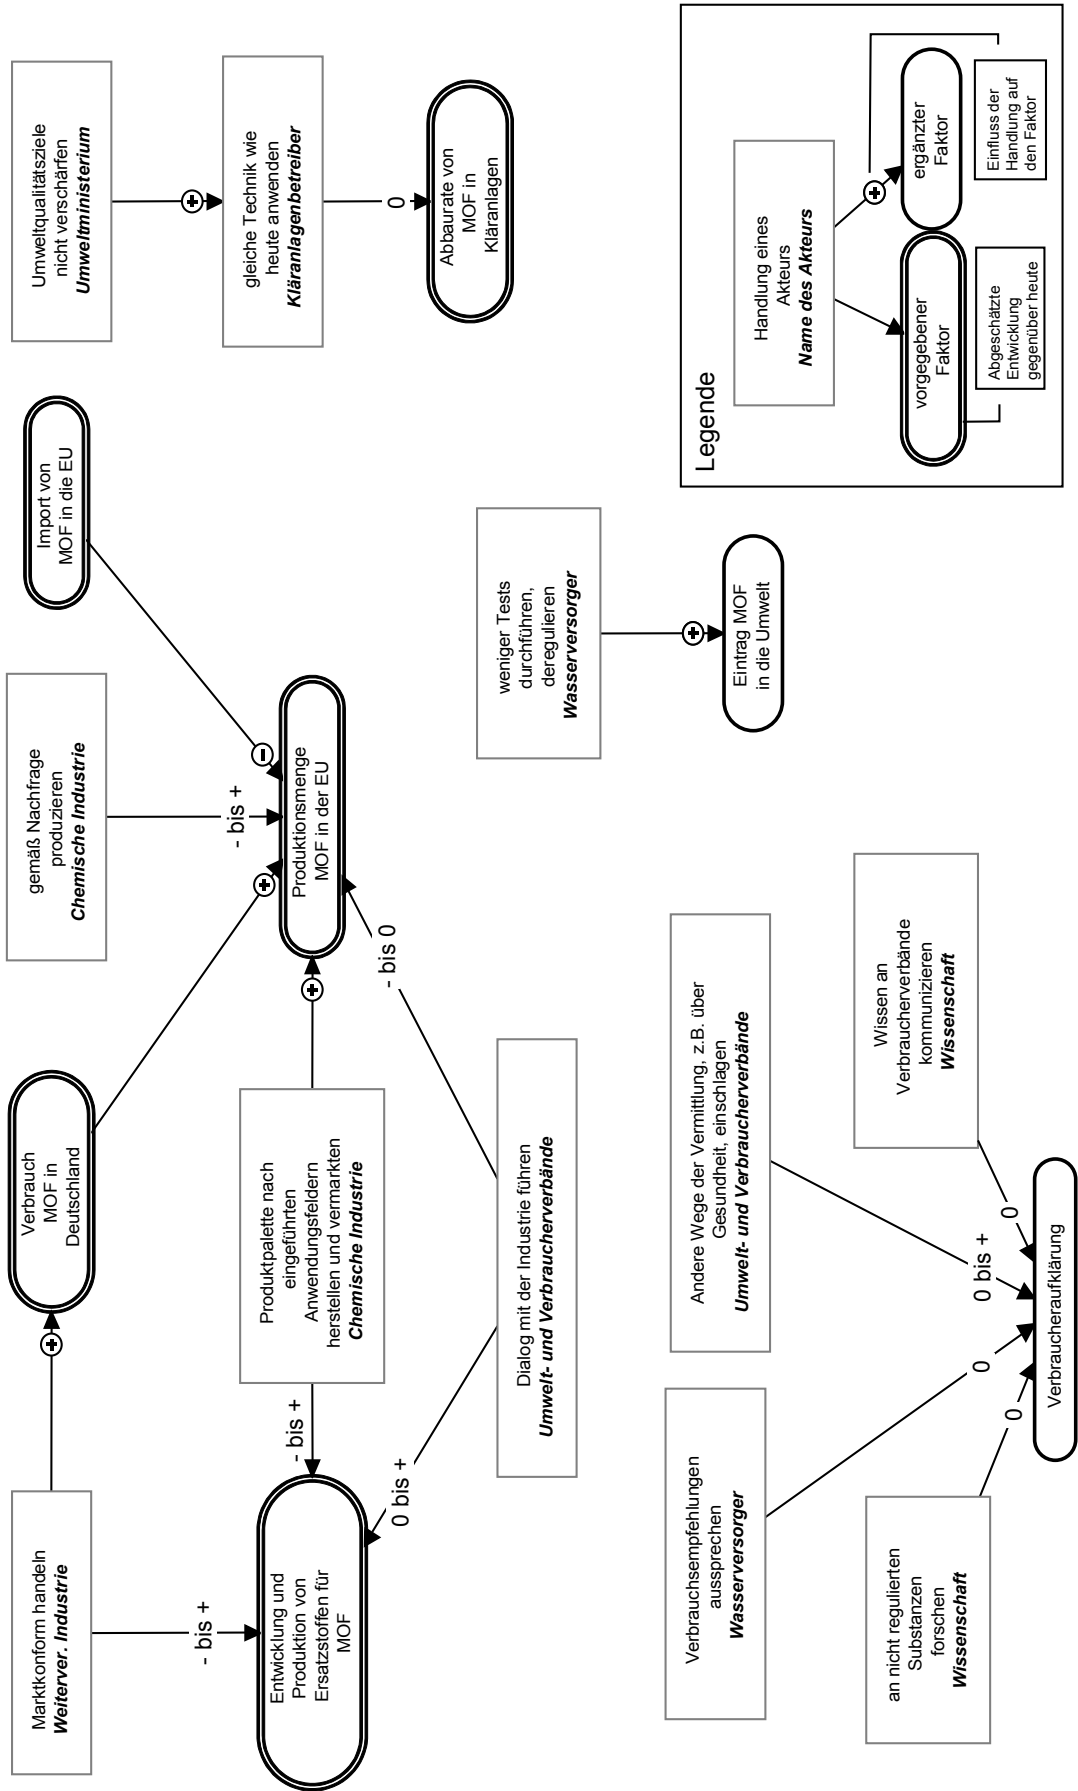 Marktkonform handeln
Weiterver. Industrie
- bis +
Entwicklung und
Produktion von
Ersatzstoffen für
MOF
Verbrauch
MOF in
Deutschland
gemäß Nachfrage
produzieren
Chemische Industrie
- bis +
Import von
MOF in die EU
Produktionsmenge
MOF in der EU
Produktpalette nach
eingeführten
Anwendungsfeldern
herstellen und vermarkten
Chemische Industrie
- bis +
0 bis +
- bis 0
Dialog mit der Industrie führen
Umwelt- und Verbraucherverbände
Umweltqualitätsziele
nicht verschärfen
Umweltministerium
gleiche Technik wie
heute anwenden
Kläranlagenbetreiber
0
Abbaurate von
MOF in
Kläranlagen
weniger Tests
durchführen,
deregulieren
Wasserversorger
Eintrag MOF
in die Umwelt
Verbrauchsempfehlungen
aussprechen
Wasserversorger
0
Andere Wege der Vermittlung, z.B. über
Gesundheit, einschlagen
Umwelt- und Verbraucherverbände
0 bis +
an nicht regulierten
Substanzen
forschen
Wissenschaft
0
Wissen an
Verbraucherverbände
kommunizieren
Wissenschaft
0
Verbraucheraufklärung
Legende
Handlung eines
Akteurs
Name des Akteurs
vorgegebener
Faktor
ergänzter
Faktor
Abgeschätzte
Entwicklung
gegenüber heute
Einfluss der
Handlung auf
den Faktor